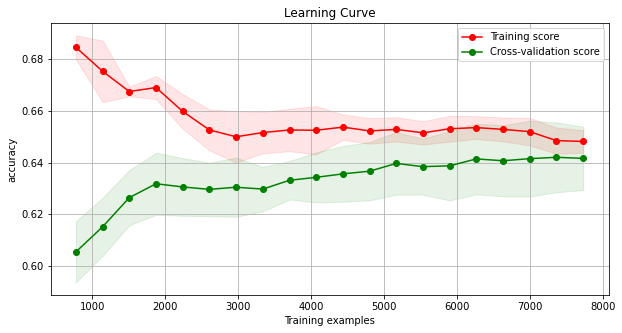 Learning Curve
Training score
Cross-validation score
accuracy
0.68
0.66
0.64
0.62
0.60
1000 2000 3000 4000 5000 6000 7000 8000
Training examples